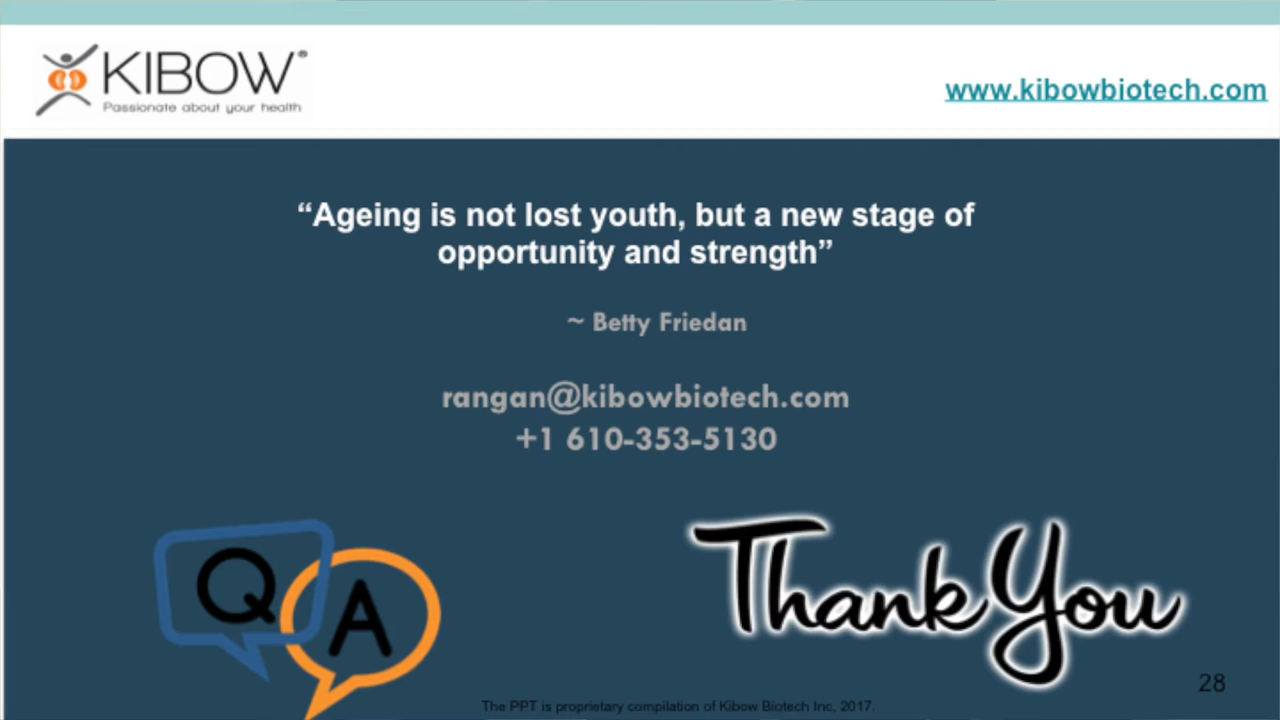 KIBOW®
Passionate about your health
www.kibowbiotech.com
“Ageing is not lost youth, but a new stage of
opportunity and strength”
~ Betty Friedan
rangan@kibowbiotech.com
+1 610-353-5130
Q A
Thank You
28
The PPT is proprietary compilation of Kibow Biotech Inc, 2017.